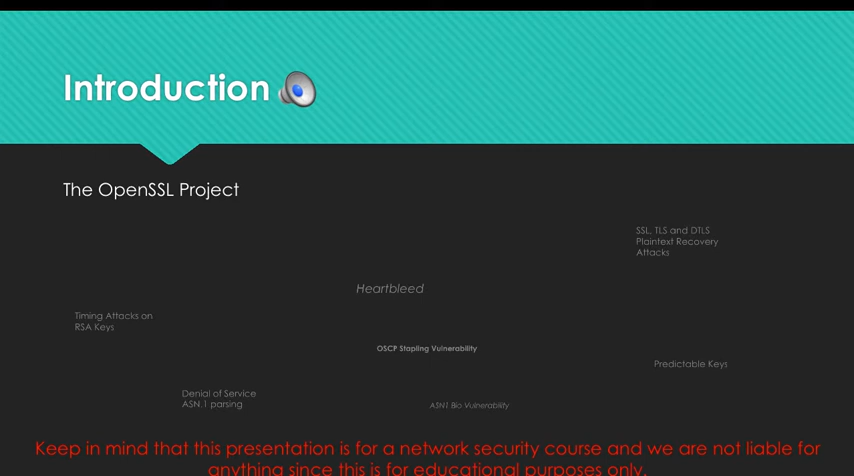 Introduction
The OpenSSL Project
SSL, TLS and DTLS
Plaintext Recovery
Attacks
Heartbleed
Timing Attacks on
RSA Keys
OSCP Stapling Vulnerability
Predictable Keys
Denial of Service
ASN.1 parsing
ASN1 Bio Vulnerability
Keep in mind that this presentation is for a network security course and we are not liable for
anything since this is for educational purposes only.